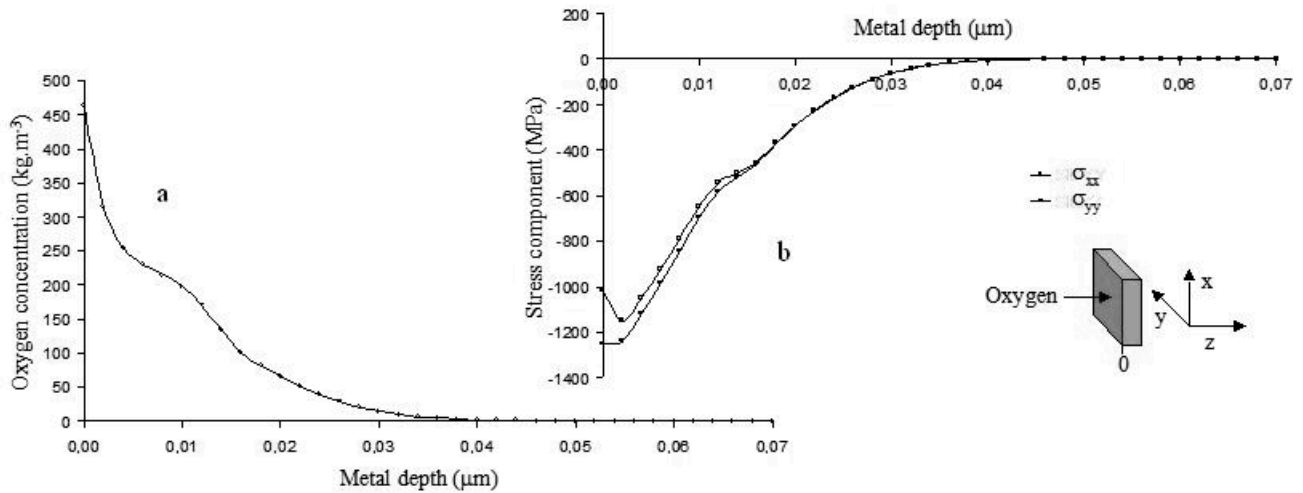 500
450
400
350
300
250
200
150
100
50
0
Oxygen concentration (kg.m-3)
a
0,00 0,01 0,02 0,03 0,04 0,05 0,06 0,07
Metal depth (μm)
200
0
-200
-400
-600
-800
-1000
-1200
-1400
Stress component (MPa)
Metal depth (μm)
0,00 0,01 0,02 0,03 0,04 0,05 0,06 0,07
b
σxx
σyy
Oxygen
x
y
z
0